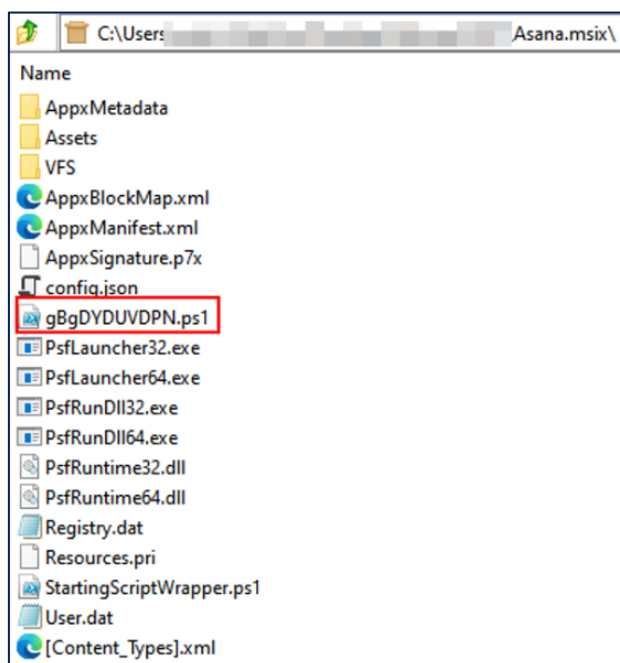 C:\Users Asana.msix\
Name
AppxMetadata
Assets
VFS
AppxBlockMap.xml
AppxManifest.xml
AppxSignature.p7x
config.json
gBgDYDUVDPN.ps1
PsfLauncher32.exe
PsfLauncher64.exe
PsfRunDll32.exe
PsfRunDll64.exe
PsfRuntime32.dll
PsfRuntime64.dll
Registry.dat
Resources.pri
StartingScriptWrapper.ps1
User.dat
[Content_Types].xml